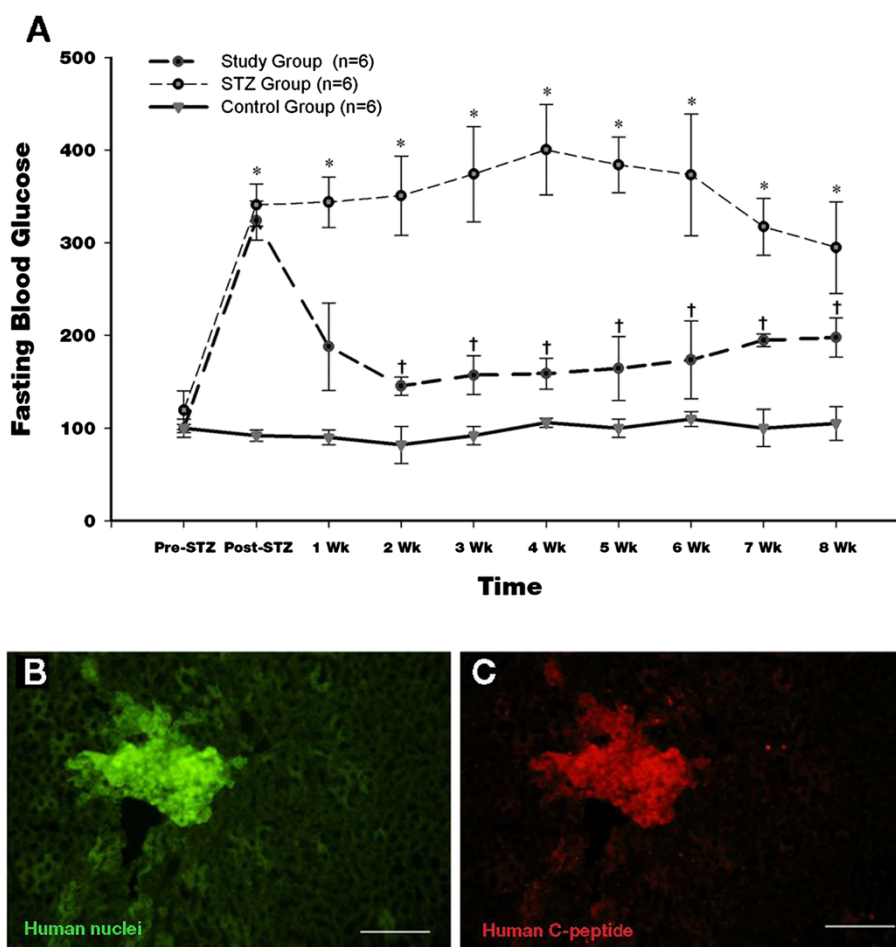 A
Study Group (n=6)
STZ Group (n=6)
Control Group (n=6)
500
400
300
200
100
0
* * * * * * * * *
† † † † † † †
Fasting Blood Glucose
Pre-STZ Post-STZ 1 Wk 2 Wk 3 Wk 4 Wk 5 Wk 6 Wk 7 Wk 8 Wk
Time
B
Human nuclei
C
Human C-peptide